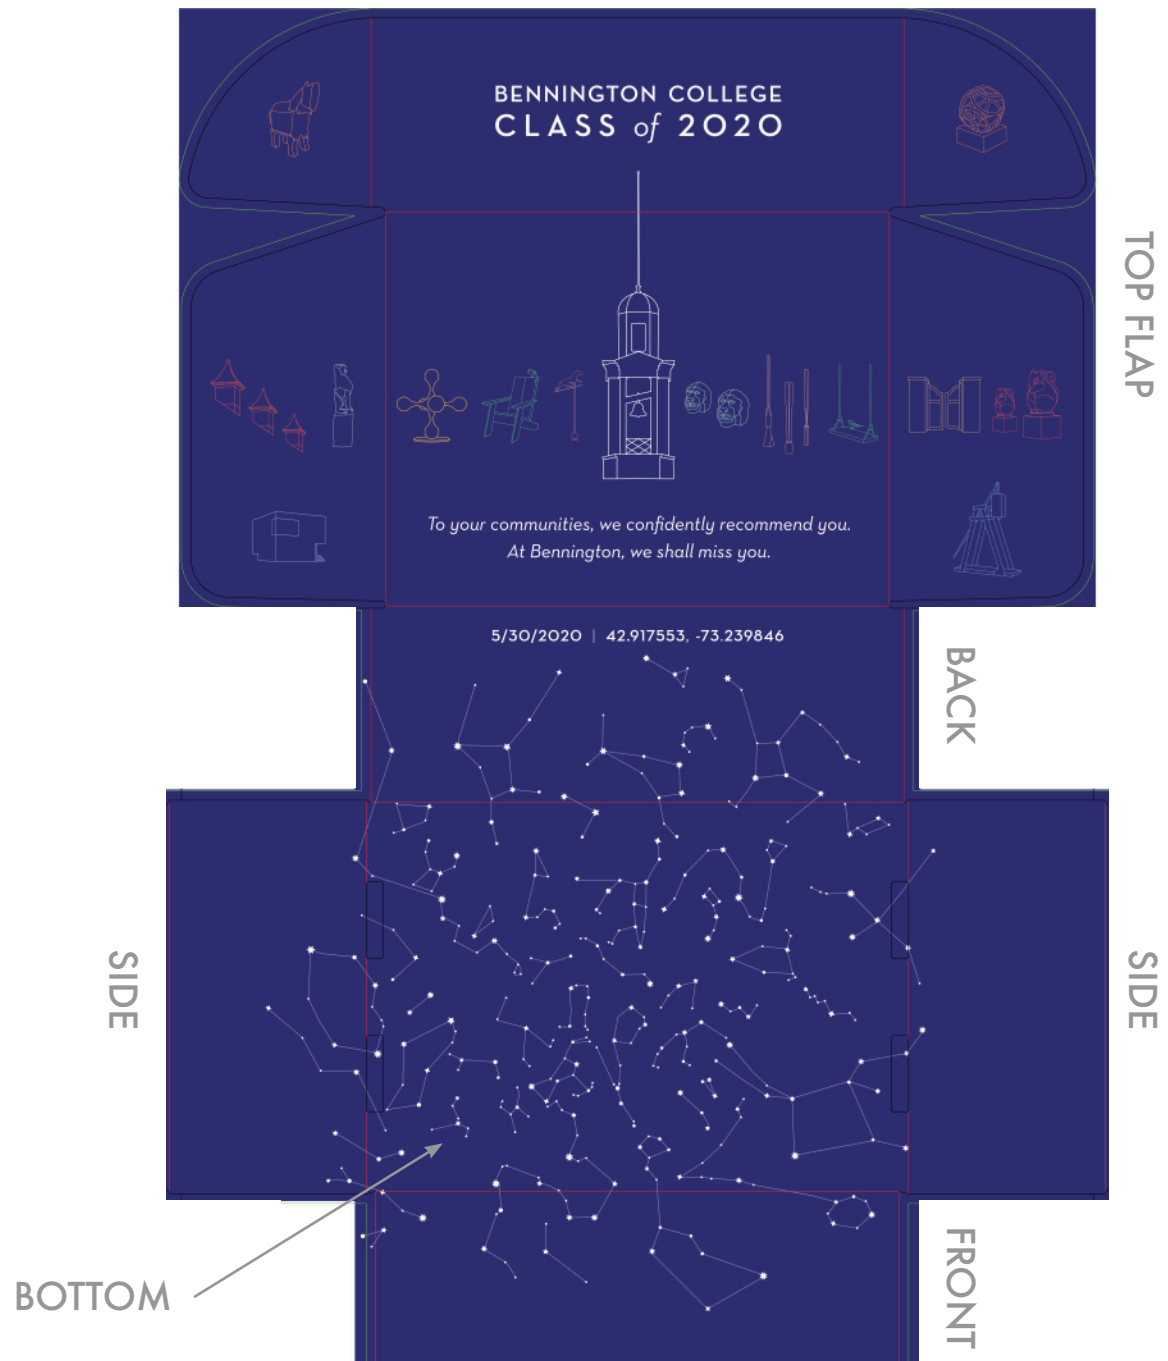 BENNINGTON COLLEGE
CLASS of 2020
TOP FLAP
To your communities, we confidently recommend you.
At Bennington, we shall miss you.
5/30/2020 | 42.917553, -73.239846
BACK
SIDE
SIDE
BOTTOM
FRONT